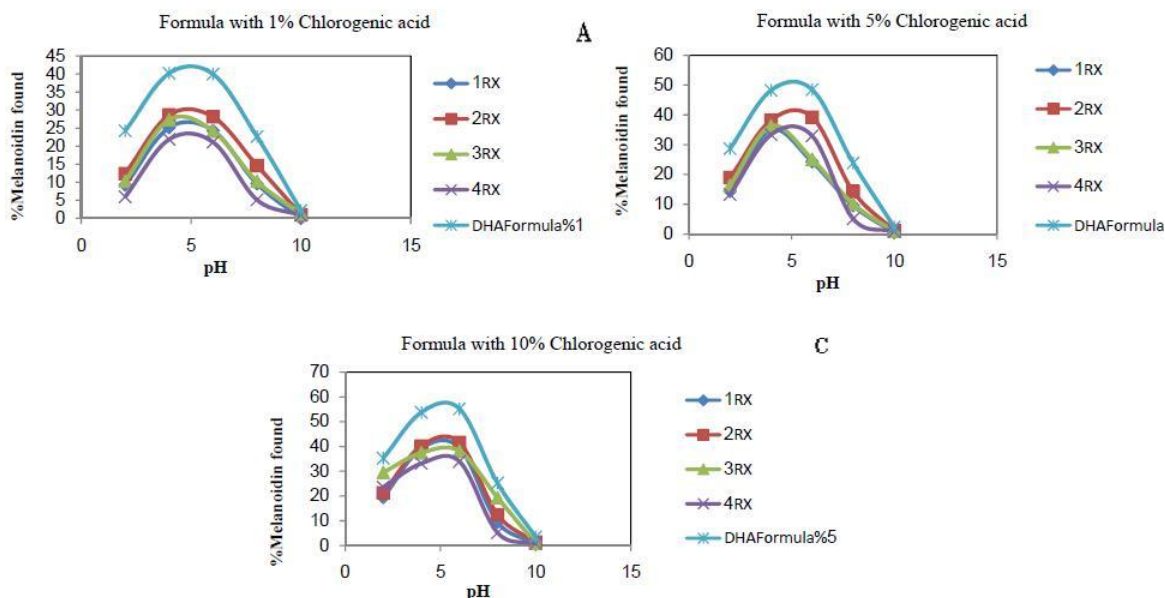 Formula with 1% Chlorogenic acid
A
%Melanoidin found
45
40
35
30
25
20
15
10
5
0
0 5 10 15
pH
1RX
2RX
3RX
4RX
DHAFormula%1
Formula with 5% Chlorogenic acid
%Melanoidin found
60
50
40
30
20
10
0
0 5 10 15
pH
1RX
2RX
3RX
4RX
DHAFormula
Formula with 10% Chlorogenic acid
C
%Melanoidin found
70
60
50
40
30
20
10
0
0 5 10 15
pH
1RX
2RX
3RX
4RX
DHAFormula%5